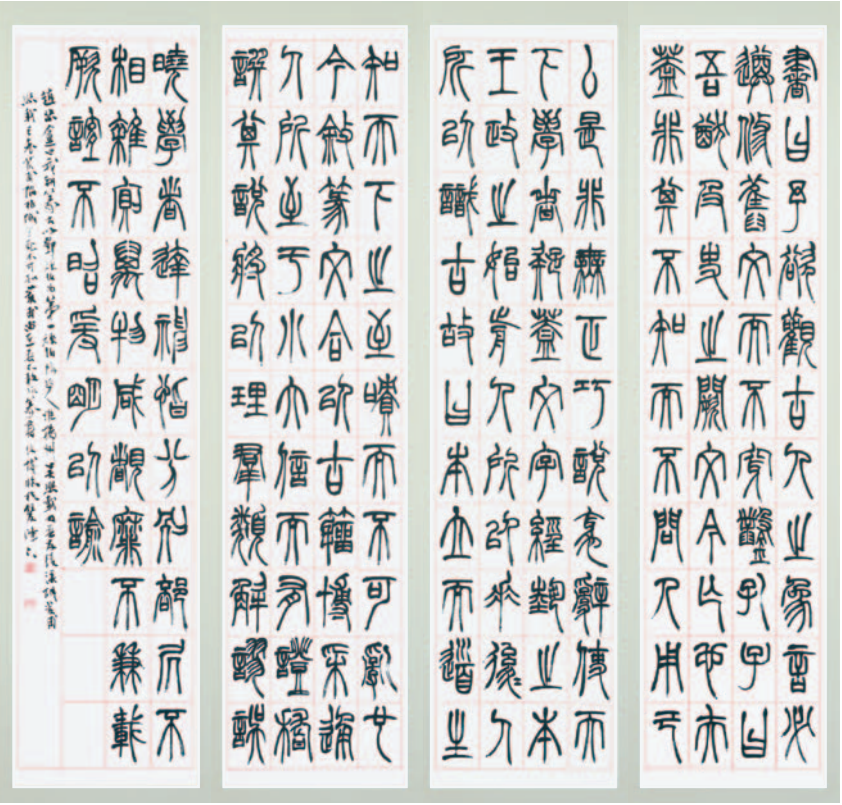 書曰予欲觀古人之象言必
遵修舊文而不穿鑿孔子曰
吾猶及史之闕文今亡也夫
蓋非其不知而不問人用己
厶是非無正巧說衺辭使天
下學者疑蓋文字經藝之本
王政之始前人所以垂後人
所以識古故曰本立而道生
知天下之至嘖而不可亂也
今敘篆文合以古籀博采通
人所至于小大信而有證稽
譔其說將以理羣類解謬誤
曉學者達神恉分別部居不
相雜廁萬物咸覩靡不兼載
厥誼不昭爰明以諭